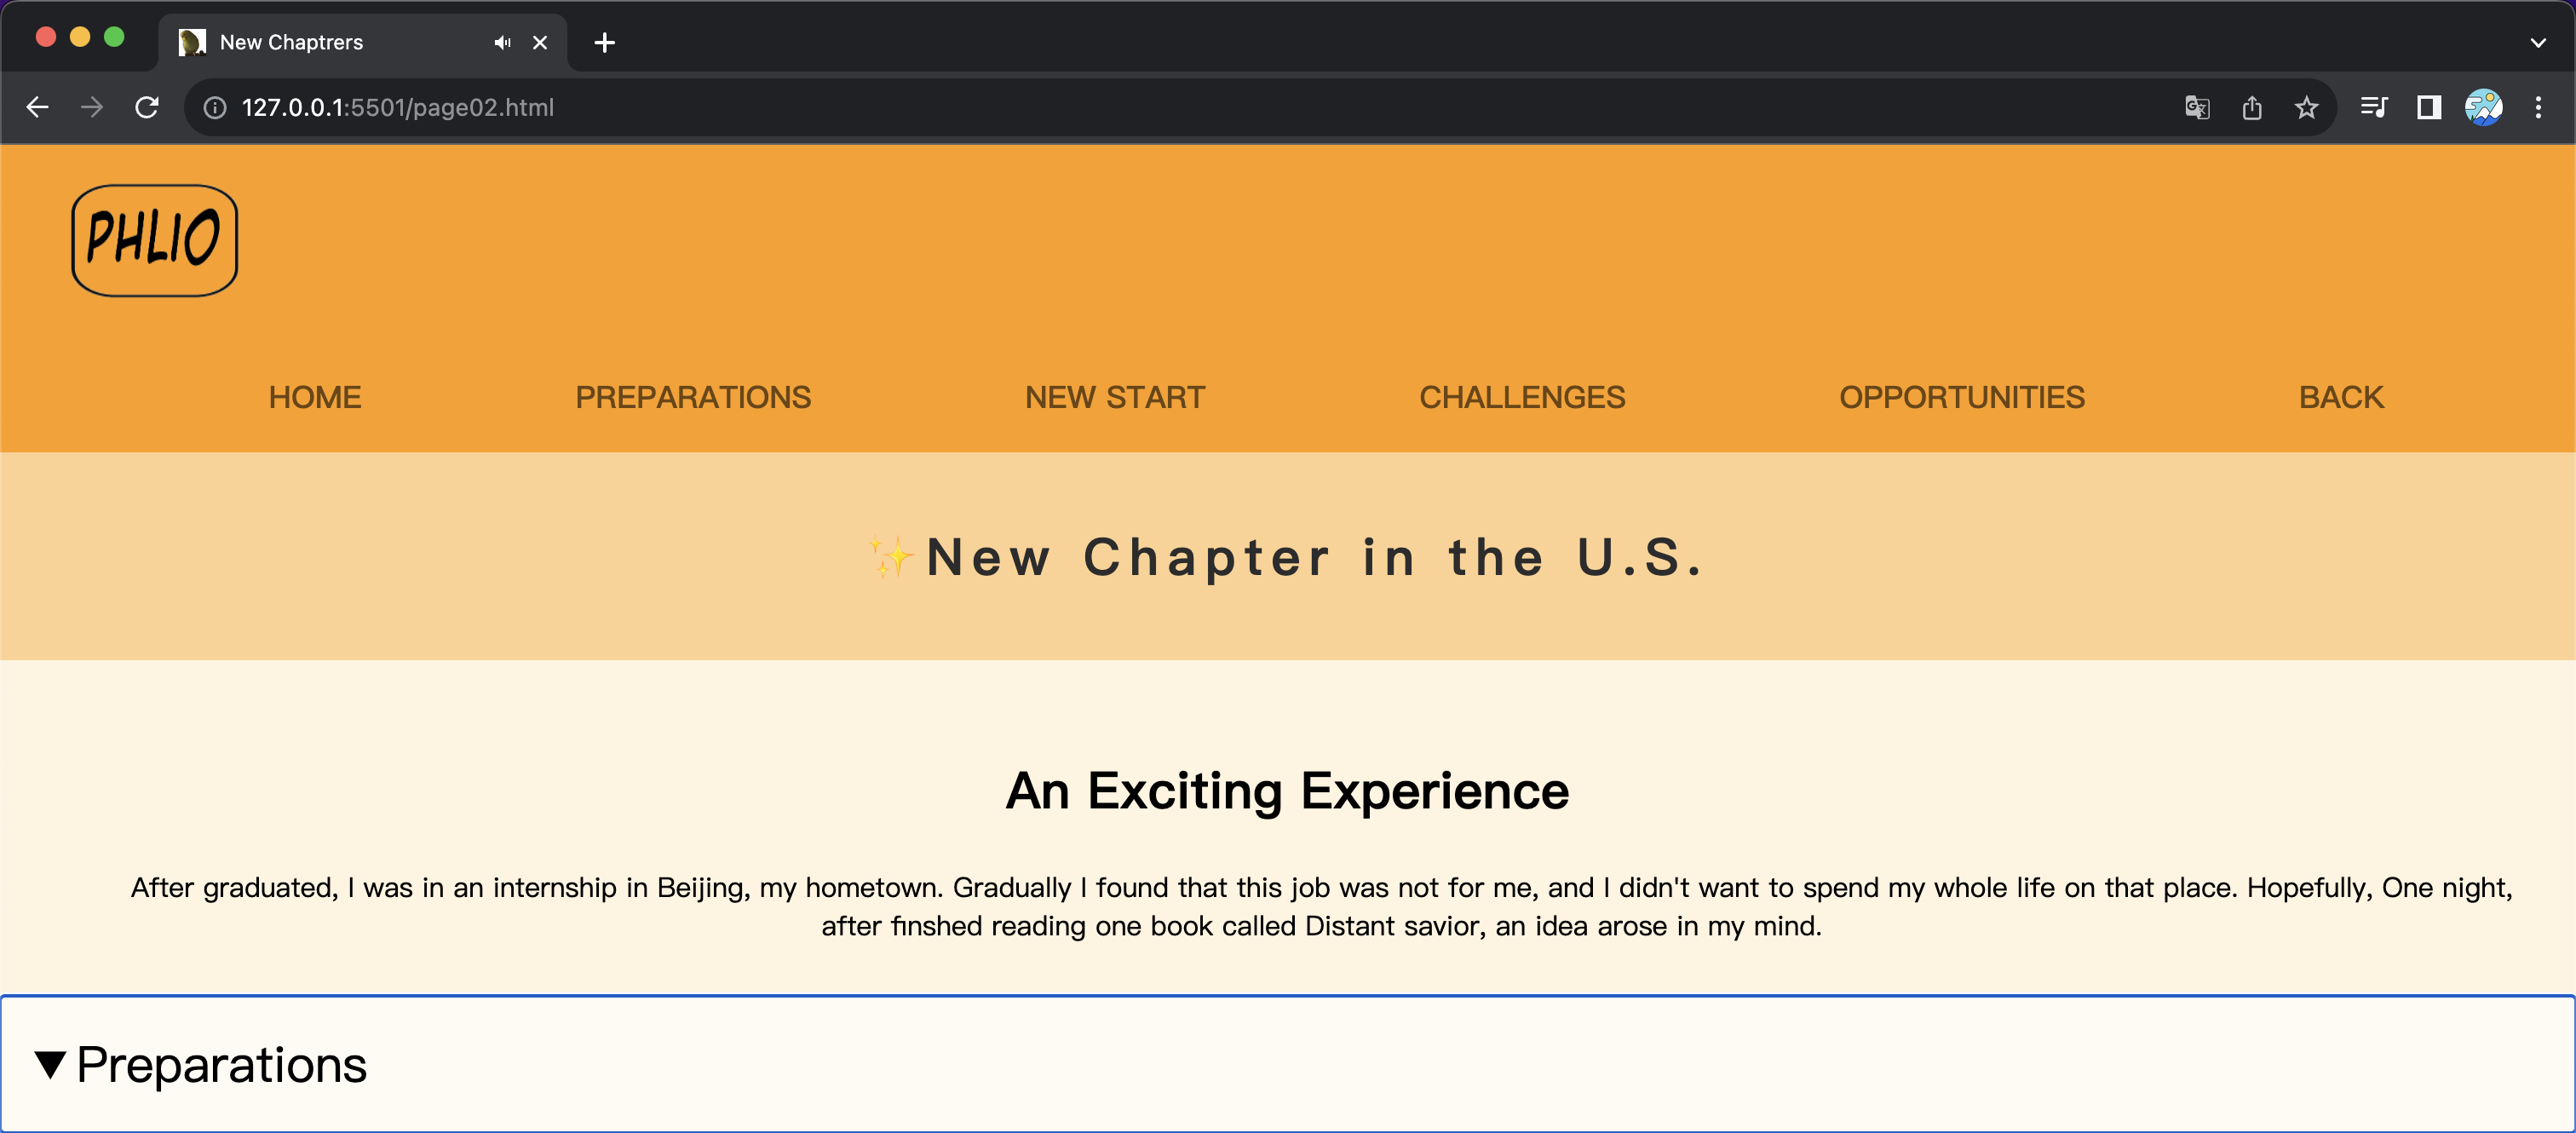 New Chaptrers
127.0.0.1:5501/page02.html
PHLIO
HOME PREPARATIONS NEW START CHALLENGES OPPORTUNITIES BACK
✨New Chapter in the U.S.
An Exciting Experience
After graduated, I was in an internship in Beijing, my hometown. Gradually I found that this job was not for me, and I didn't want to spend my whole life on that place. Hopefully, One night,
after finshed reading one book called Distant savior, an idea arose in my mind.
▼Preparations